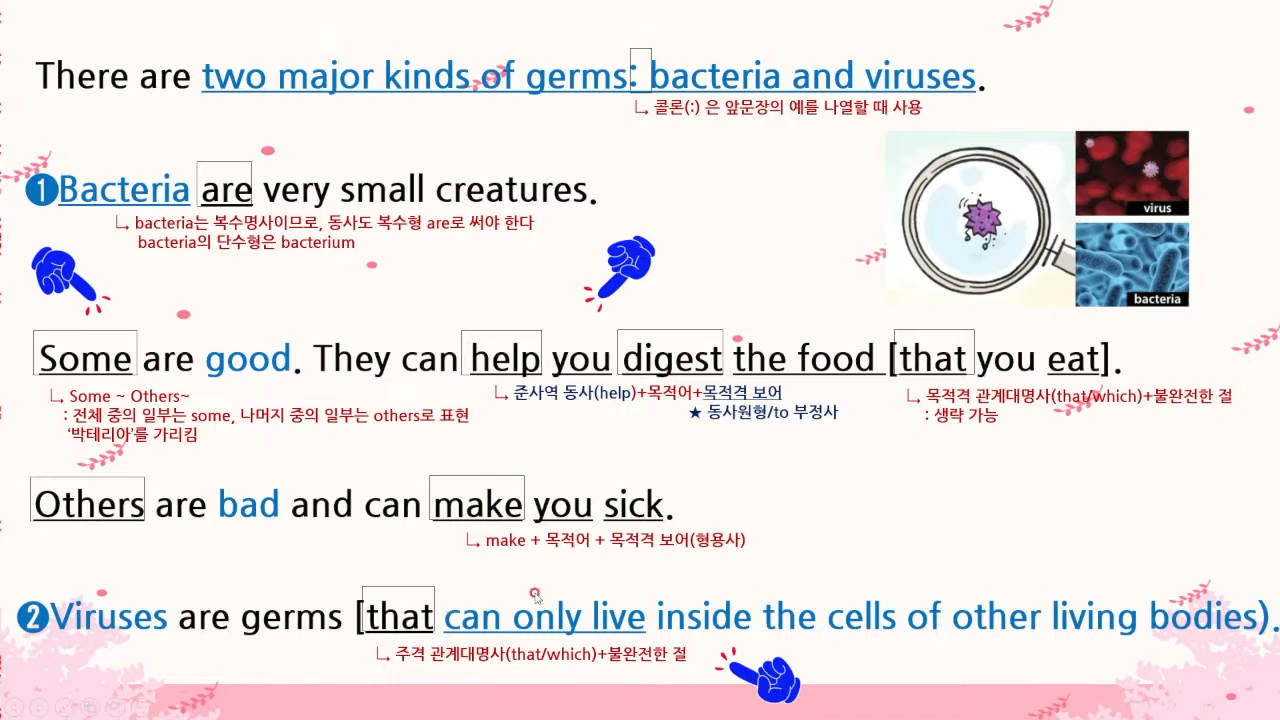 There are two major kinds of germs: bacteria and viruses.
↳ 콜론(:) 은 앞문장의 예를 나열할 때 사용
❶Bacteria are very small creatures.
↳ bacteria는 복수명사이므로, 동사도 복수형 are로 써야 한다
bacteria의 단수형은 bacterium
virus
bacteria
Some are good. They can help you digest the food [that you eat].
↳ Some ~ Others~
: 전체 중의 일부는 some, 나머지 중의 일부는 others로 표현
‘박테리아’를 가리킴
↳ 준사역 동사(help)+목적어+목적격 보어
★ 동사원형/to 부정사
↳ 목적격 관계대명사(that/which)+불완전한 절
: 생략 가능
Others are bad and can make you sick.
↳ make + 목적어 + 목적격 보어(형용사)
❷Viruses are germs [that can only live inside the cells of other living bodies).
↳ 주격 관계대명사(that/which)+불완전한 절